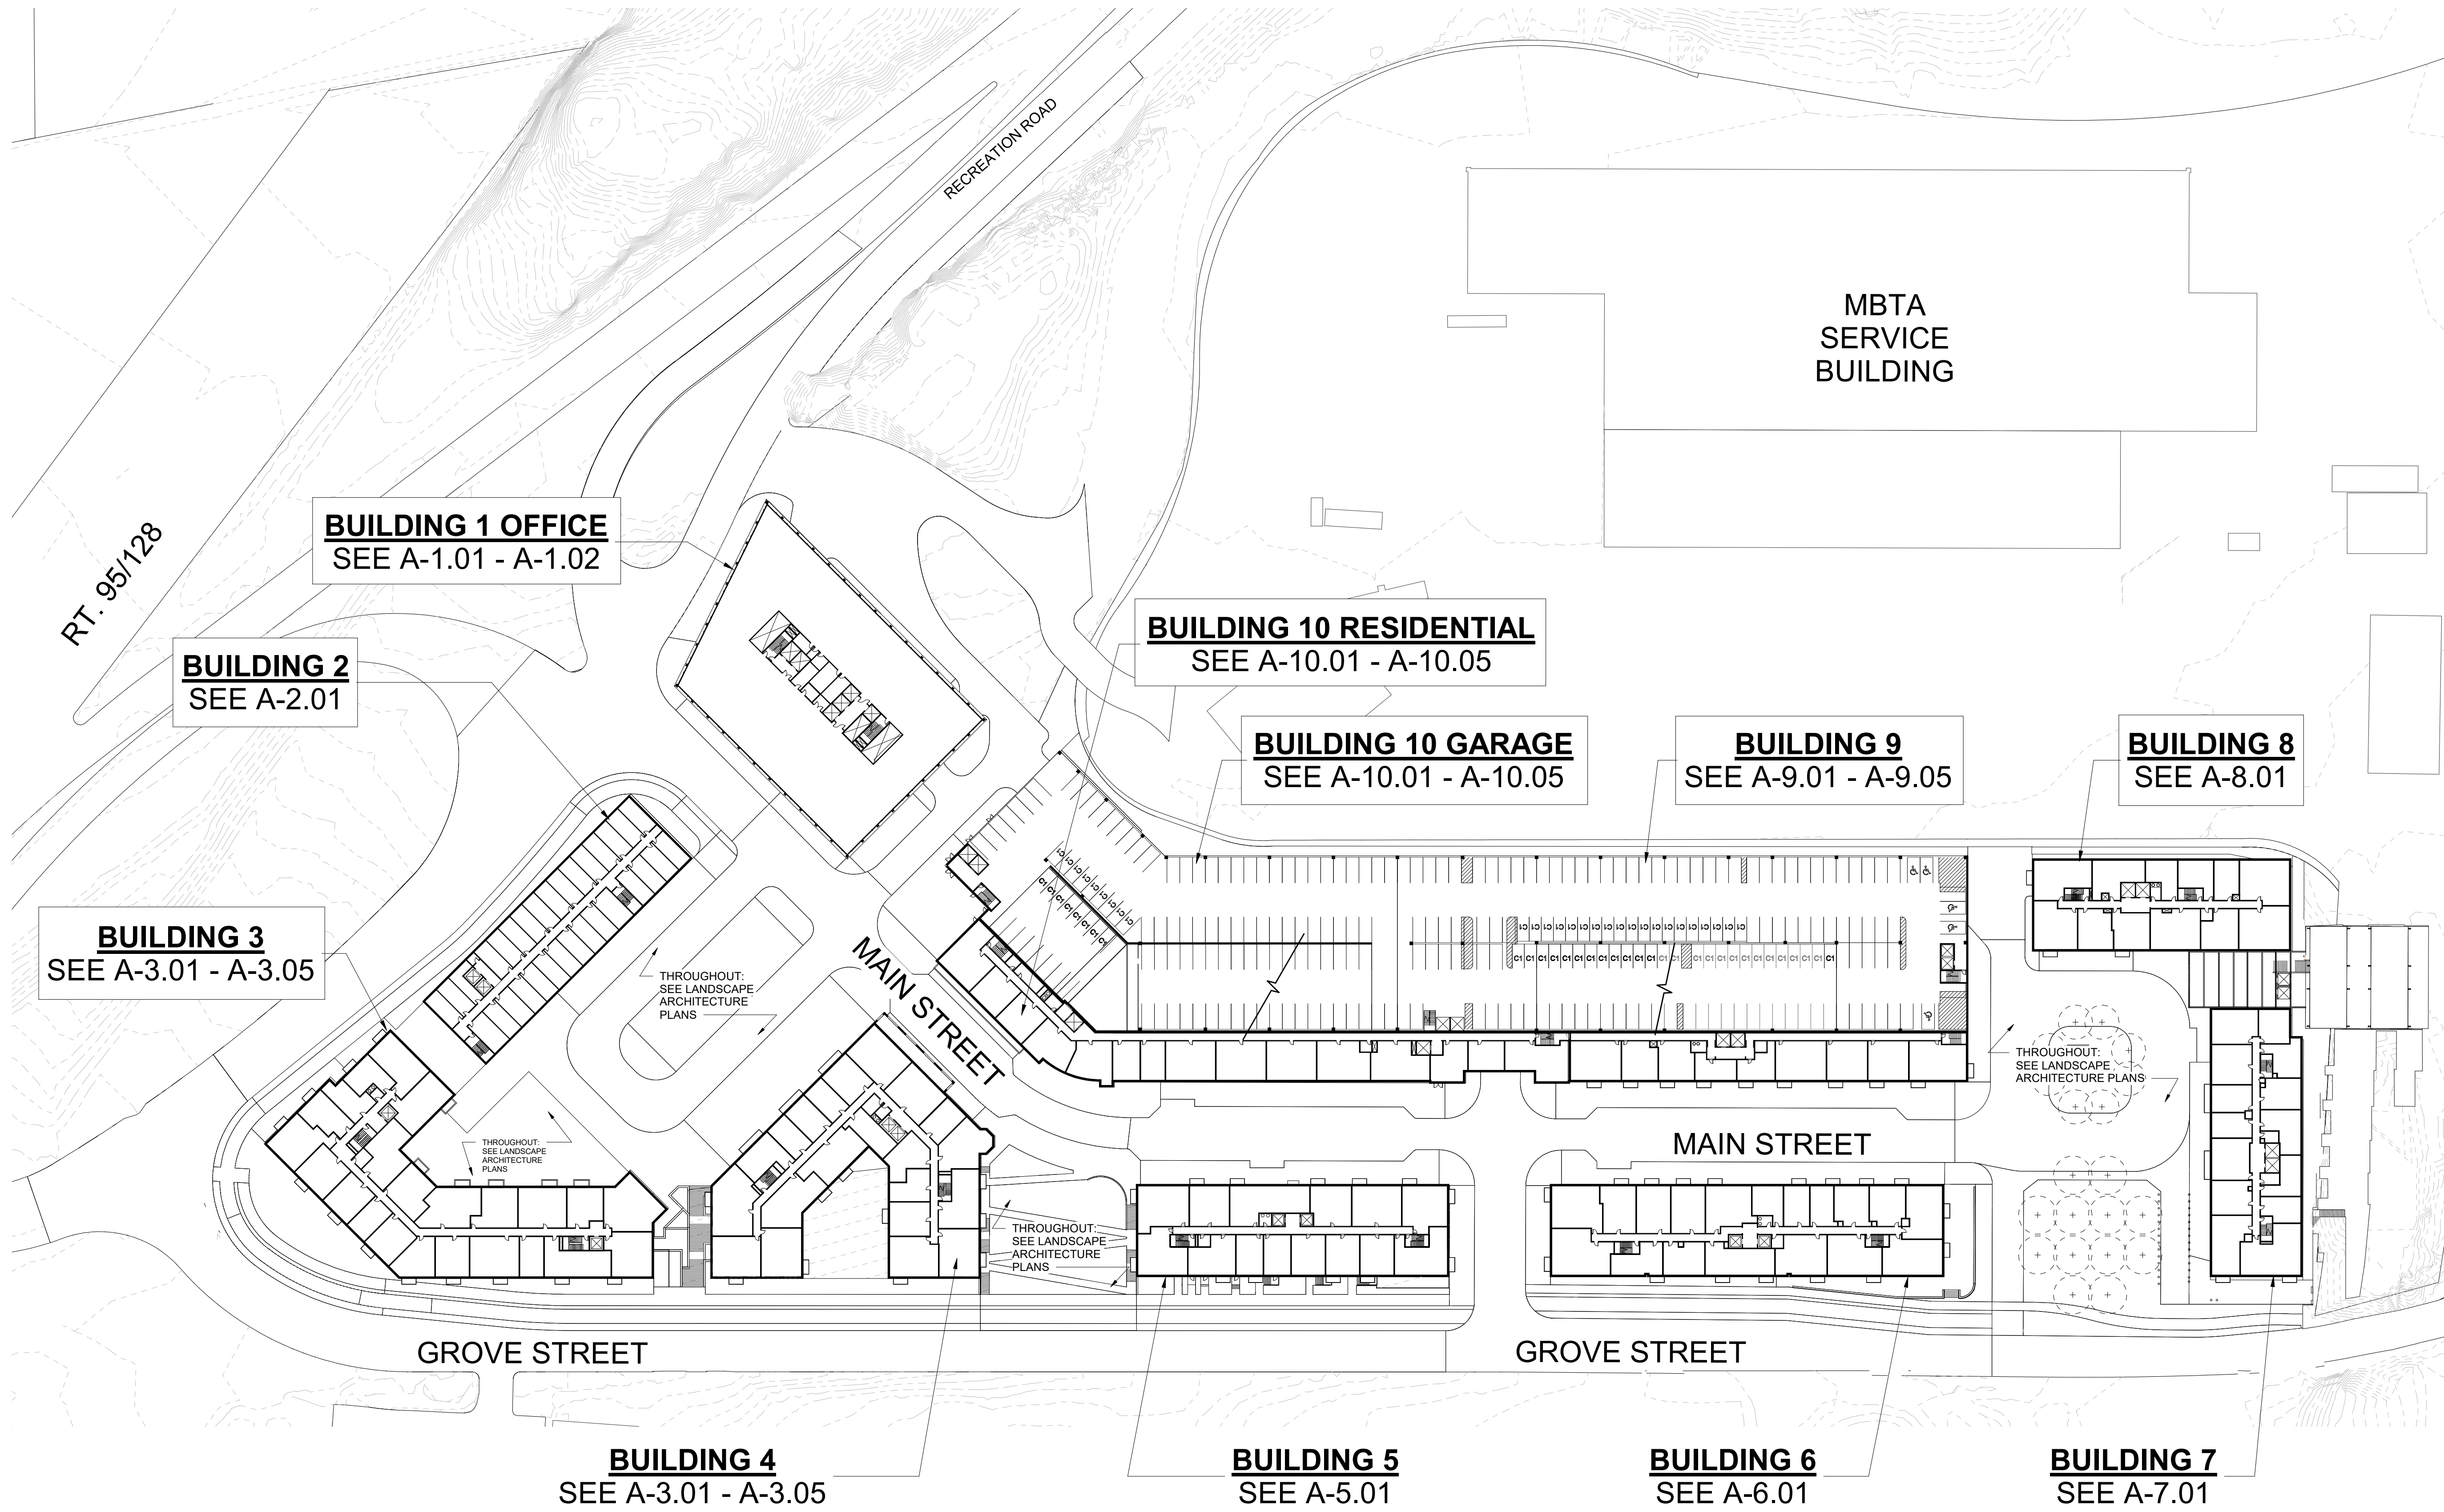 RECREATION ROAD
MBTA
SERVICE
BUILDING
RT. 95/128
BUILDING 1 OFFICE
SEE A-1.01 - A-1.02
BUILDING 10 RESIDENTIAL
SEE A-10.01 - A-10.05
BUILDING 2
SEE A-2.01
BUILDING 10 GARAGE
SEE A-10.01 - A-10.05
BUILDING 9
SEE A-9.01 - A-9.05
BUILDING 8
SEE A-8.01
BUILDING 3
SEE A-3.01 - A-3.05
MAIN STREET
THROUGHOUT:
SEE LANDSCAPE
ARCHITECTURE
PLANS
THROUGHOUT:
SEE LANDSCAPE
ARCHITECTURE PLANS
THROUGHOUT:
SEE LANDSCAPE
ARCHITECTURE
PLANS
MAIN STREET
THROUGHOUT:
SEE LANDSCAPE
ARCHITECTURE
PLANS
GROVE STREET
GROVE STREET
BUILDING 4
SEE A-3.01 - A-3.05
BUILDING 5
SEE A-5.01
BUILDING 6
SEE A-6.01
BUILDING 7
SEE A-7.01